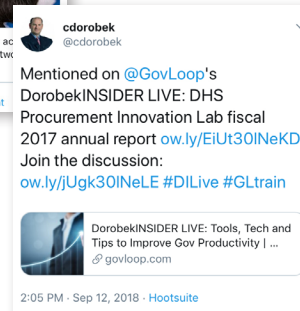 cdorobek
@cdorobek
ac
two
t
Mentioned on @GovLoop's
DorobekINSIDER LIVE: DHS
Procurement Innovation Lab fiscal
2017 annual report ow.ly/EiUt30lNeKD
Join the discussion:
ow.ly/jUgk30lNeLE #DILive #GLtrain
DorobekINSIDER LIVE: Tools, Tech and
Tips to Improve Gov Productivity | ...
govloop.com
2:05 PM · Sep 12, 2018 · Hootsuite